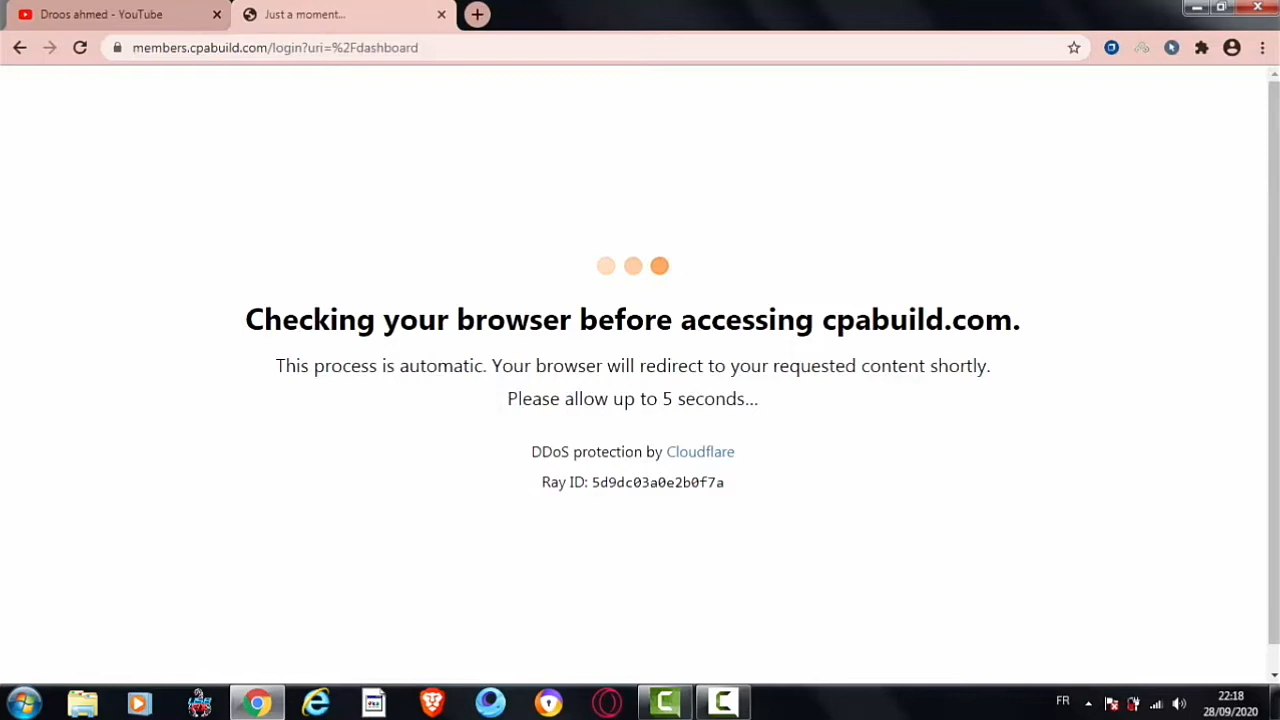 Droos ahmed - YouTube
Just a moment...
members.cpabuild.com/login?uri=%2Fdashboard
Checking your browser before accessing cpabuild.com.
This process is automatic. Your browser will redirect to your requested content shortly.
Please allow up to 5 seconds...
DDoS protection by Cloudflare
Ray ID: 5d9dc03a0e2b0f7a
FR
22:18
28/09/2020